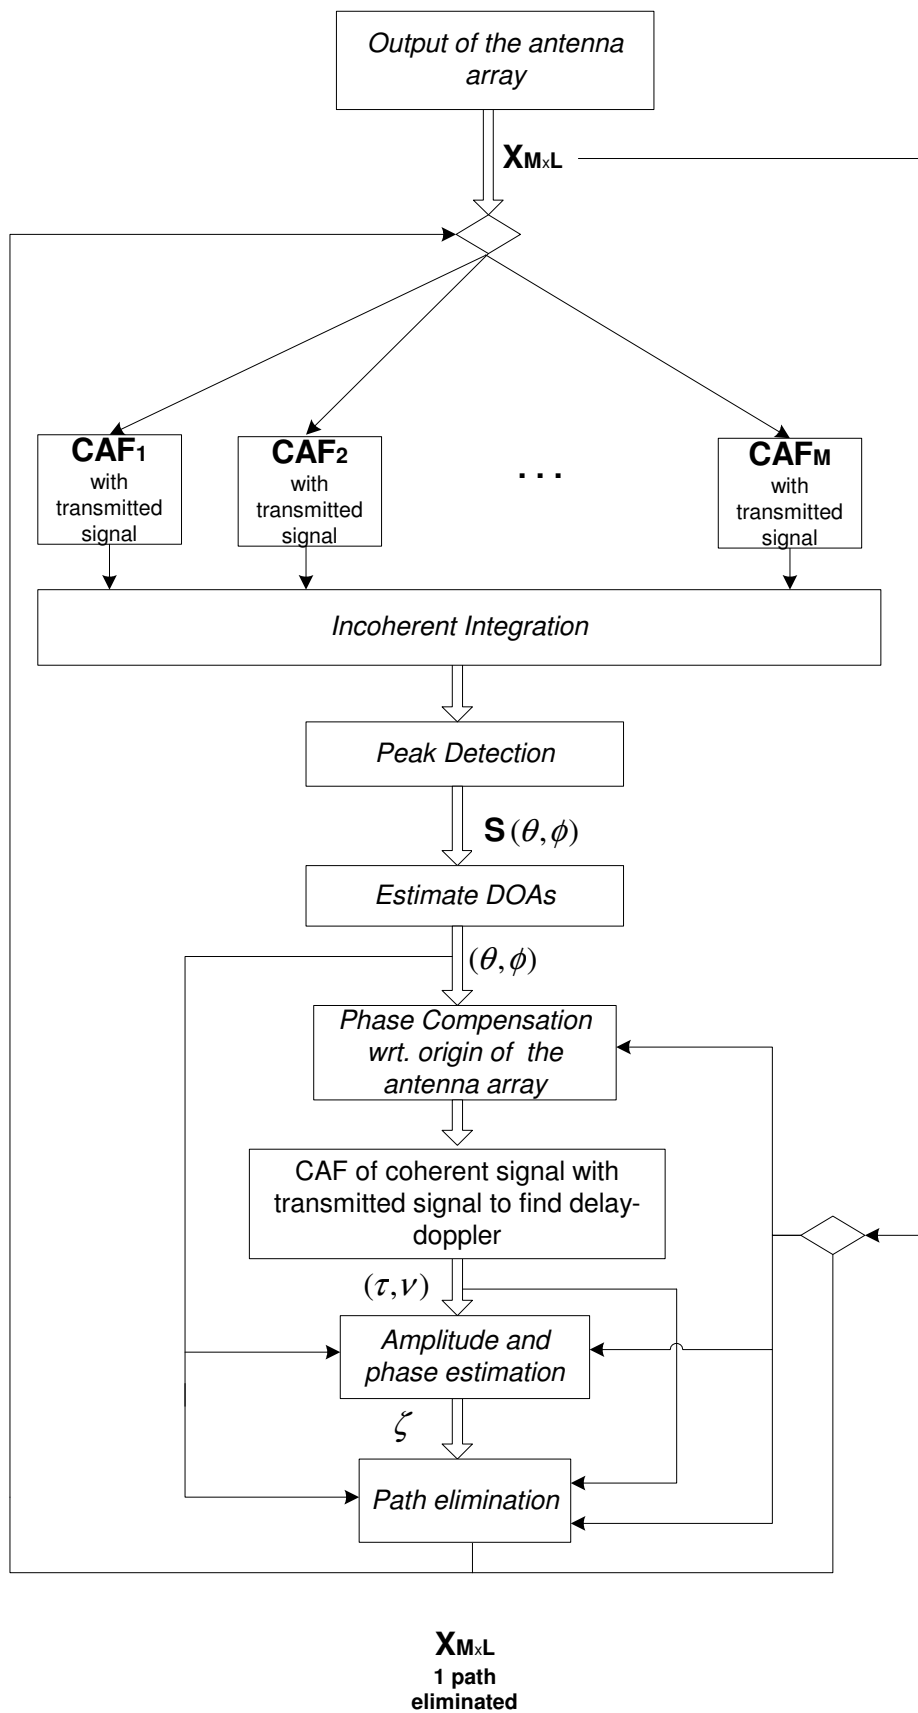 Output of the antenna
array
XMxL
CAF1
with
transmitted
signal
CAF2
with
transmitted
signal
. . .
CAFM
with
transmitted
signal
Incoherent Integration
Peak Detection
S(θ,ϕ)
Estimate DOAs
(θ,ϕ)
Phase Compensation
wrt. origin of the
antenna array
CAF of coherent signal with
transmitted signal to find delay-
doppler
(τ,ν)
Amplitude and
phase estimation
ζ
Path elimination
XMxL
1 path
eliminated